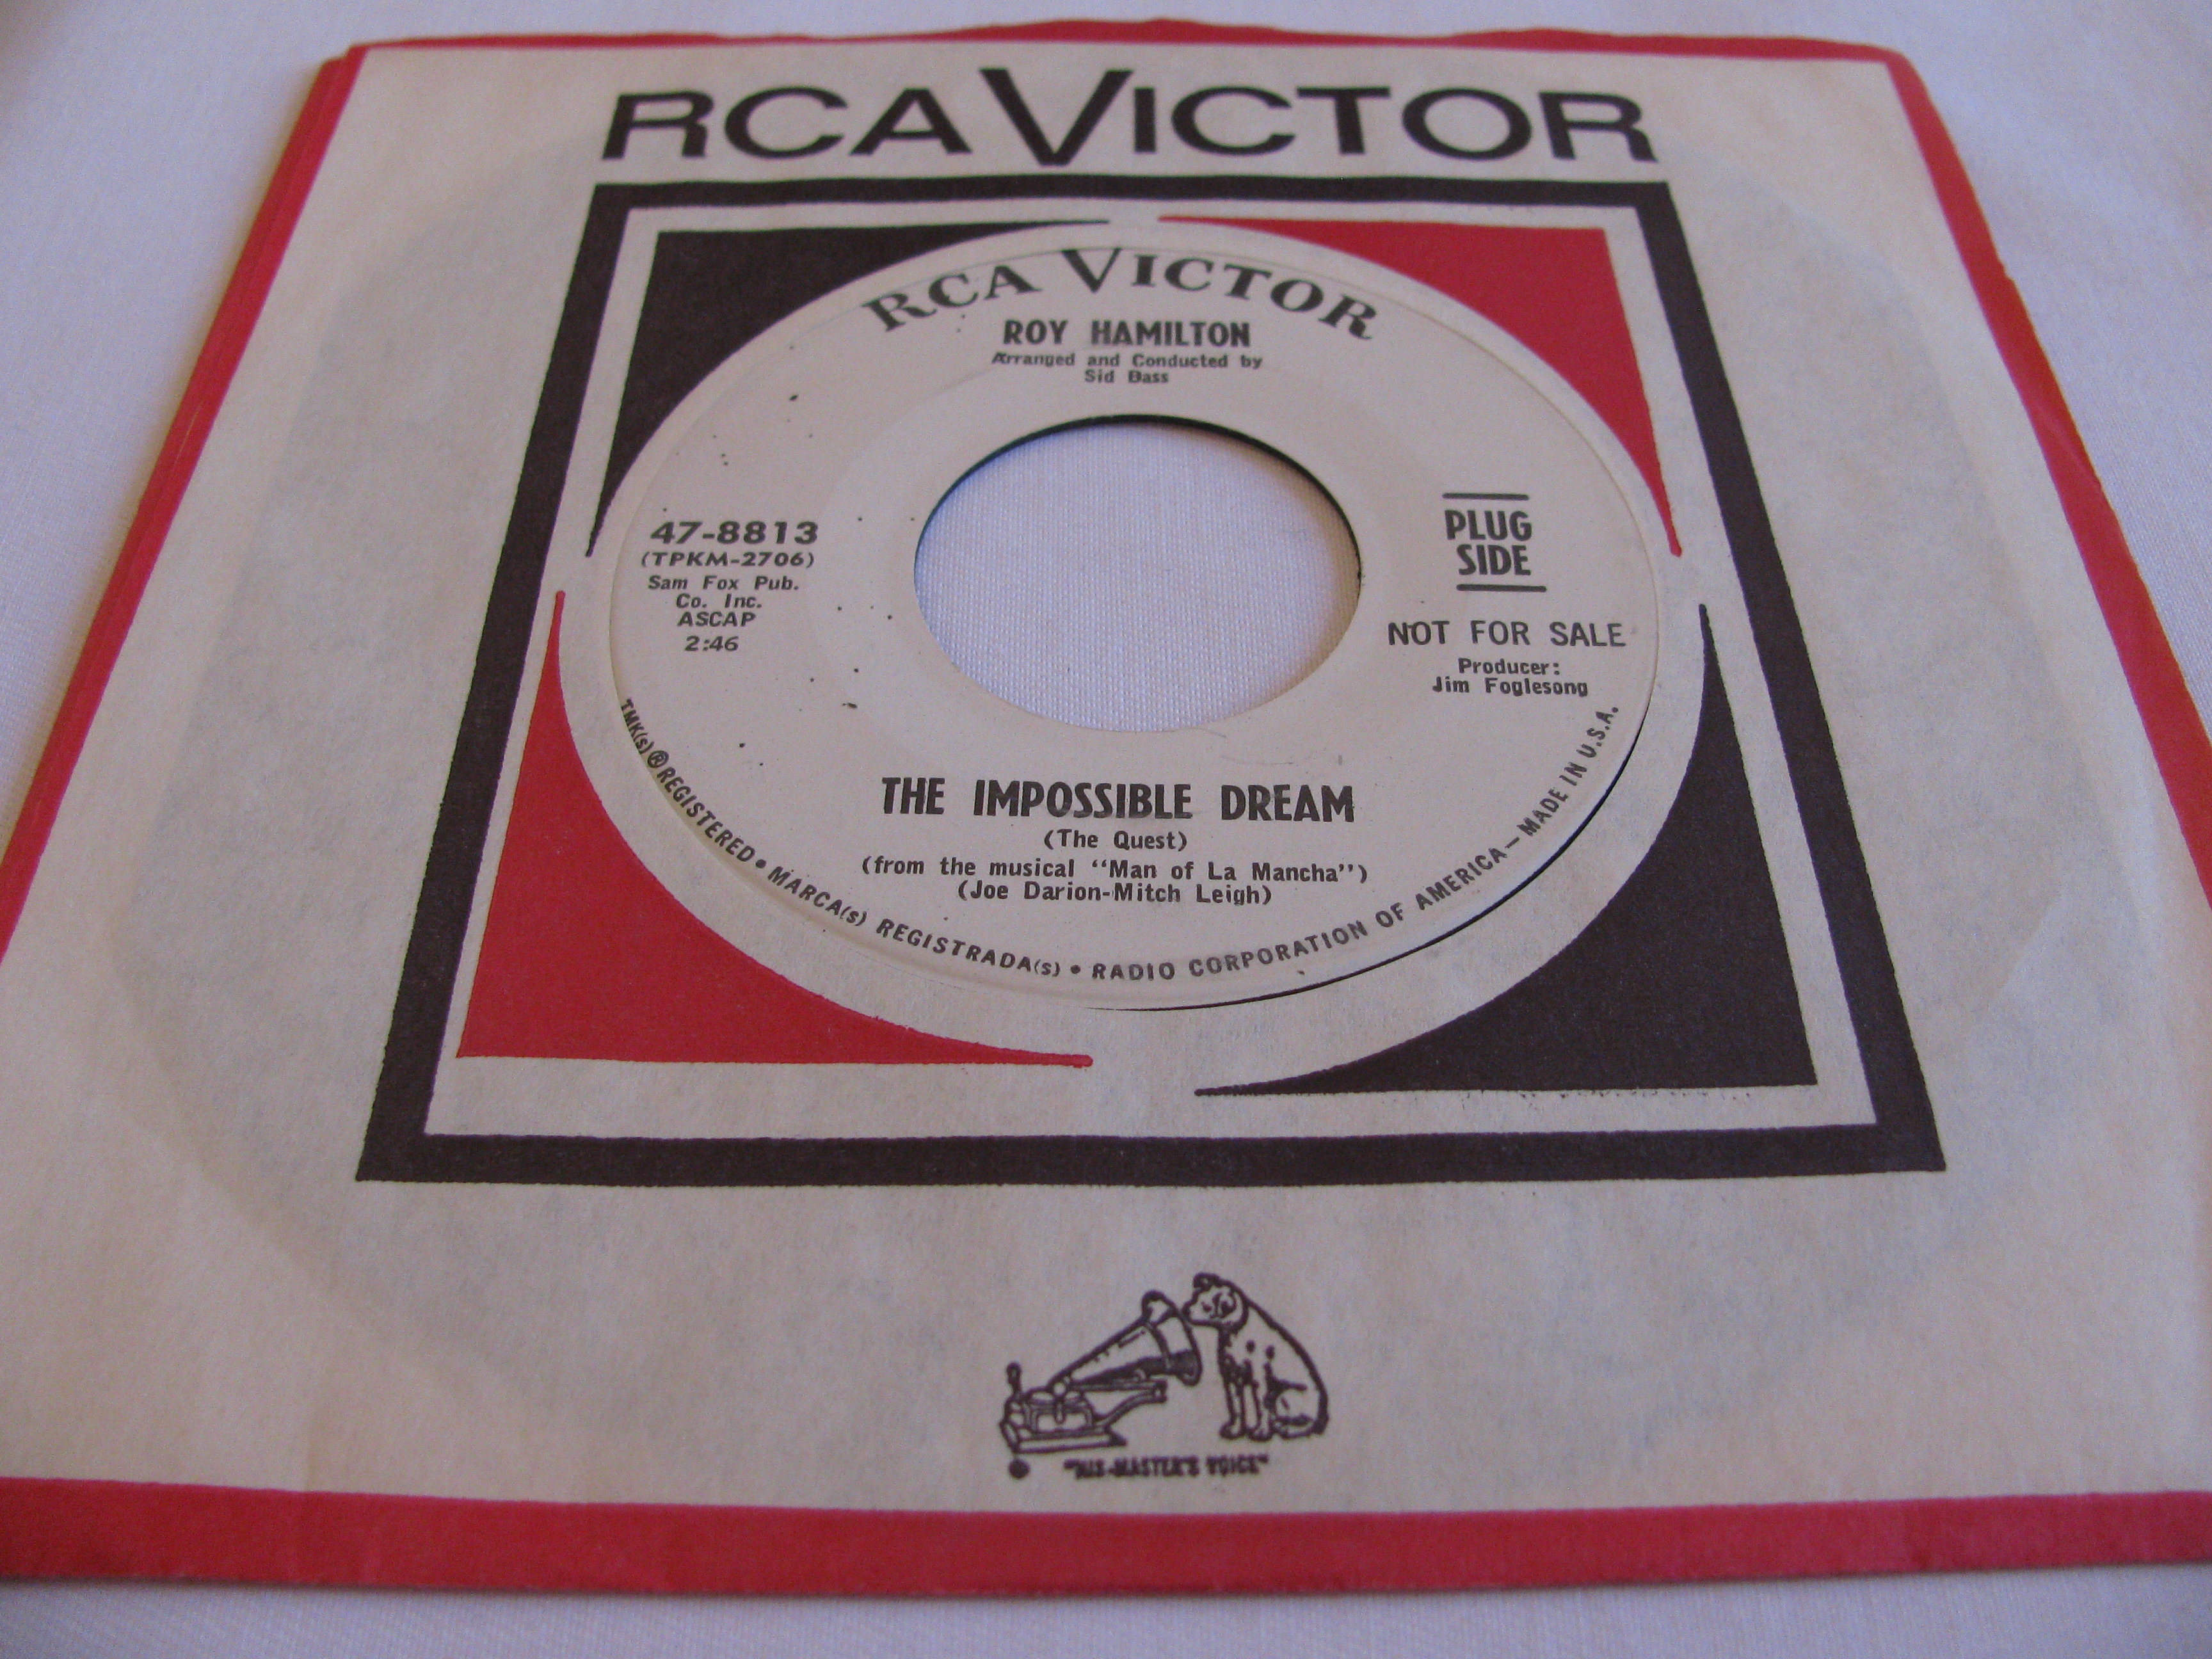 RCA VICTOR
RCA VICTOR
ROY HAMILTON
Arranged and Conducted by
Sid Bass
47-8813
(TPKM-2706)
Sam Fox Pub.
Co. Inc.
ASCAP
2:46
PLUG
SIDE
NOT FOR SALE
Producer:
Jim Foglesong
THE IMPOSSIBLE DREAM
(The Quest)
(from the musical "Man of La Mancha")
(Joe Darion-Mitch Leigh)
TMK(s) ® REGISTERED • MARCA(s) REGISTRADA(s) • RADIO CORPORATION OF AMERICA — MADE IN U.S.A.
"HIS MASTER'S VOICE"